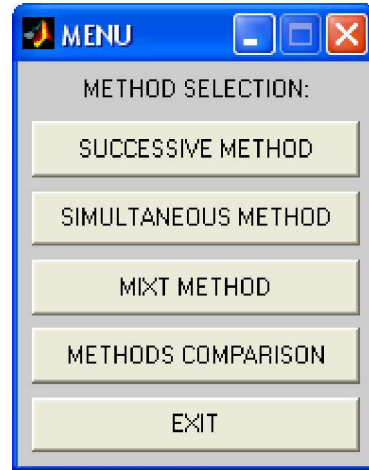 MENU
METHOD SELECTION:
SUCCESSIVE METHOD
SIMULTANEOUS METHOD
MIXT METHOD
METHODS COMPARISON
EXIT